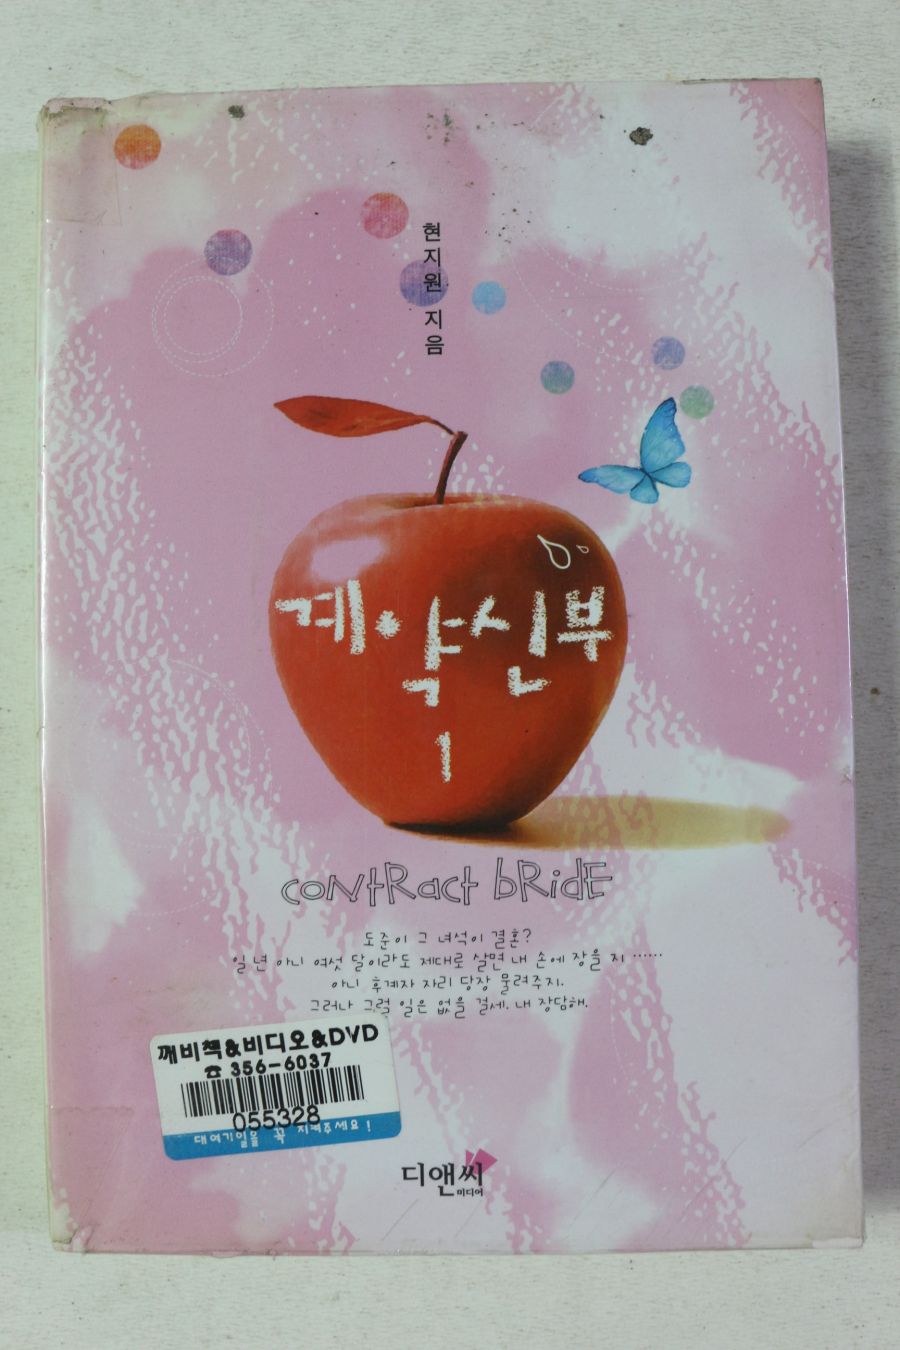 현지원 지음
계약신부
1
contRact bRidE
도준이 그 녀석이 결혼?
일 년 아니 여섯 달이라도 제대로 살면 내 손에 장을 지……
아니 후계자 자리 당장 물려주지.
그러나 그럴 일은 없을 걸세. 내 장담해.
깨비책&비디오&DVD
☎ 356-6037
055328
대여기일을 꼭 지켜주세요!
디앤씨
미디어